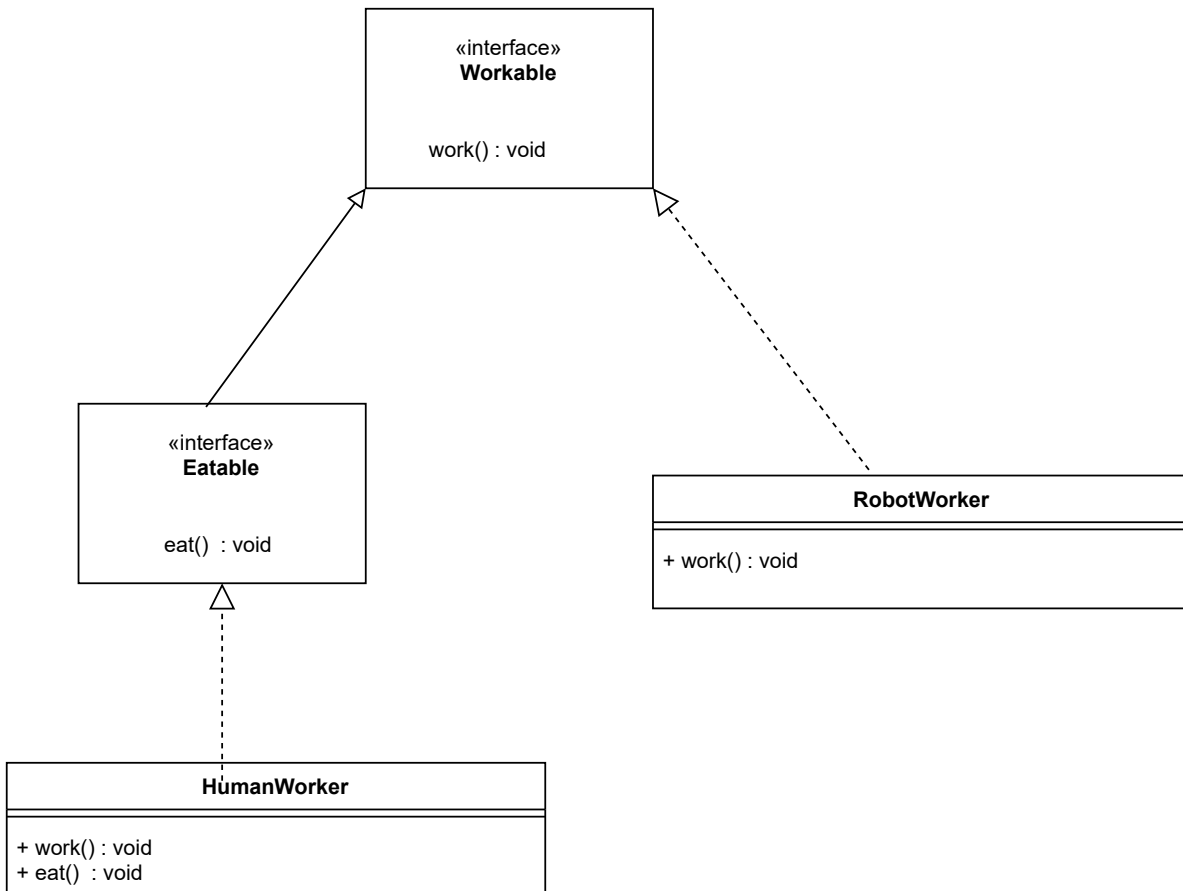 «interface»
Workable
work() : void
«interface»
Eatable
eat()  : void
RobotWorker
+ work() : void
HumanWorker
+ work() : void
+ eat()  : void